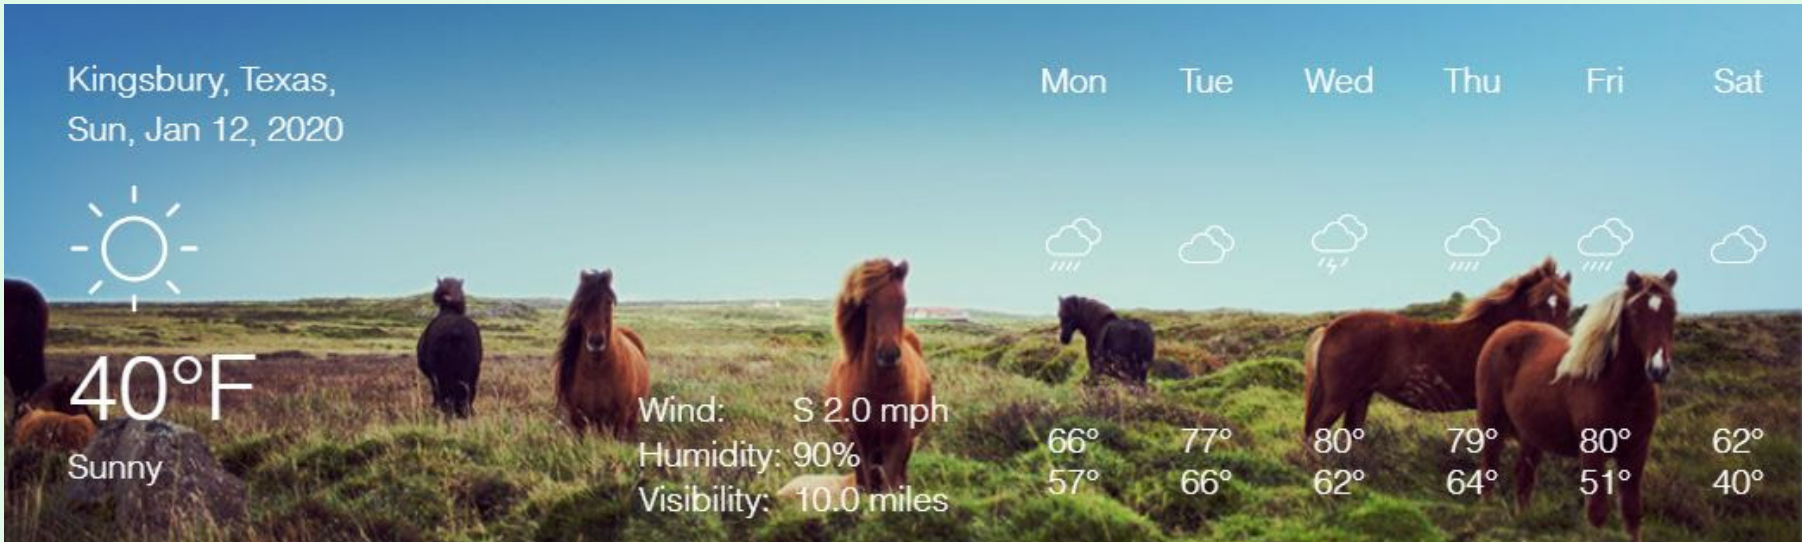 Kingsbury, Texas,
Sun, Jan 12, 2020
40°F
Sunny
Wind: S 2.0 mph
Humidity: 90%
Visibility: 10.0 miles
Mon Tue Wed Thu Fri Sat
66° 77° 80° 79° 80° 62°
57° 66° 62° 64° 51° 40°